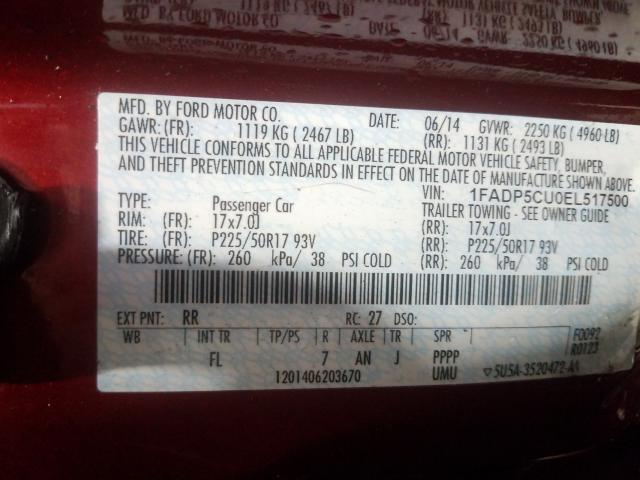 MFD. BY FORD MOTOR CO. DATE: 06/14 GVWR: 2250 KG ( 4960 LB)
GAWR: (FR): 1119 KG ( 2467 LB) (RR): 1131 KG ( 2493 LB)
THIS VEHICLE CONFORMS TO ALL APPLICABLE FEDERAL MOTOR VEHICLE SAFETY, BUMPER,
AND THEFT PREVENTION STANDARDS IN EFFECT ON THE DATE OF MANUFACTURE SHOWN ABOVE.
VIN: 1FADP5CU0EL517500
TYPE: Passenger Car TRAILER TOWING - SEE OWNER GUIDE
RIM: (FR): 17x7.0J (RR): 17x7.0J
TIRE: (FR): P225/50R17 93V (RR): P225/50R17 93V
PRESSURE: (FR): 260 kPa/ 38 PSI COLD (RR): 260 kPa/ 38 PSI COLD
EXT PNT: RR RC: 27 DSO:
WB INT TR TP/PS R AXLE TR SPR F0092
FL 7 AN J PPPP R0123
1201406203670 UMU ▽5U5A-3520472-AA